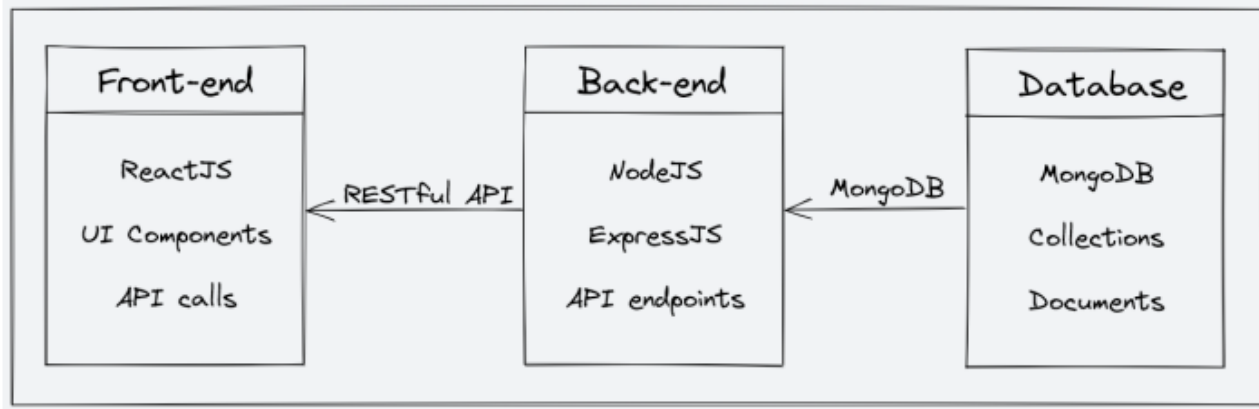 Front-end
ReactJS
UI Components
API calls
RESTful API
Back-end
NodeJS
ExpressJS
API endpoints
MongoDB
Database
MongoDB
Collections
Documents